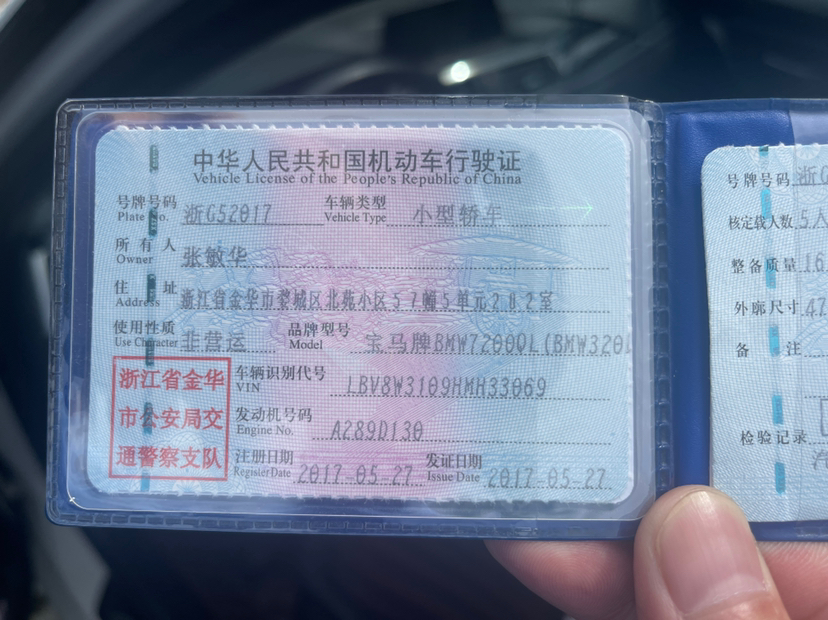 中华人民共和国机动车行驶证
Vehicle License of the People's Republic of China
号牌号码 浙G52017 车辆类型 小型轿车
Plate No. Vehicle Type
所有人 张敏华
Owner
住址 浙江省金华市婺城区北苑小区57幢5单元202室
Address
使用性质 非营运 品牌型号 宝马牌BMW7200QL(BMW320L
Use Character Model
浙江省金华
市公安局交
通警察支队
车辆识别代号 LBV8W3109HMH33069
VIN
发动机号码 A289D130
Engine No.
注册日期 2017-05-27 发证日期 2017-05-27
Register Date Issue Date
号牌号码 浙G
核定载人数 5人
整备质量 16
外廓尺寸 47
备注
检验记录